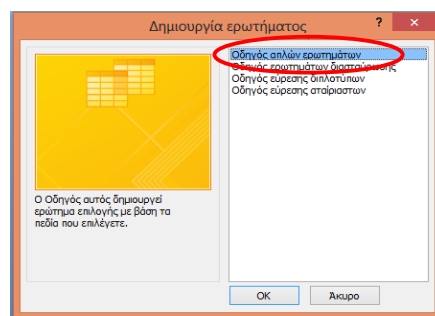 Δημιουργία ερωτήματος
?
×
Οδηγός απλών ερωτημάτων
Οδηγός ερωτημάτων διασταύρωσης
Οδηγός εύρεσης διπλοτύπων
Οδηγός εύρεσης αταίριαστων
Ο Οδηγός αυτός δημιουργεί
ερώτημα επιλογής με βάση τα
πεδία που επιλέγετε.
OK
Άκυρο